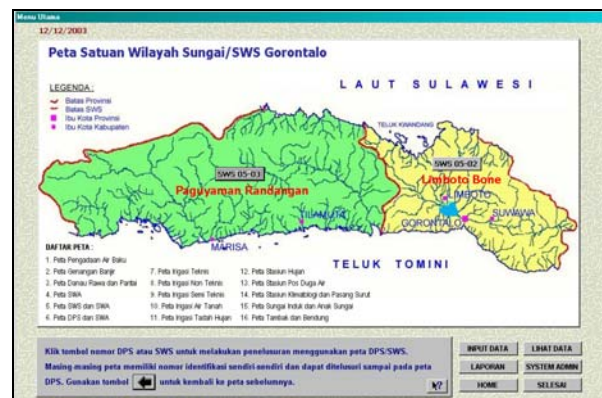 Menu Utama
12/12/2003
Peta Satuan Wilayah Sungai/SWS Gorontalo
LAUT SULAWESI
LEGENDA :
Batas Provinsi
Batas SWS
Ibu Kota Provinsi
Ibu Kota Kabupaten
TELUK KWANDANG
SWS 05-03
SWS 05-02
Paguyaman Randangan
Limboto Bone
LIMBOTO
TILAMUTA
GORONTALO
SUWAWA
MARISA
TELUK TOMINI
DAFTAR PETA :
1. Peta Pengadaan Air Baku
2. Peta Genangan Banjir
3. Peta Danau Rawa dan Pantai
4. Peta SWA
5. Peta SWS dan SWA
6. Peta DPS dan SWA
7. Peta Irigasi Teknis
8. Peta Irigasi Non Teknis
9. Peta Irigasi Semi Teknis
10. Peta Irigasi Air Tanah
11. Peta Irigasi Tadah Hujan
12. Peta Stasiun Hujan
13. Peta Stasiun Pos Duga Air
14. Peta Stasiun Klimatologi dan Pasang Surut
15. Peta Sungai Induk dan Anak Sungai
16. Peta Tambak dan Bendung
Klik tombol nomor DPS atau SWS untuk melakukan penelusuran menggunakan peta DPS/SWS.
Masing-masing peta memiliki nomor identifikasi sendiri-sendiri dan dapat ditelusuri sampai pada peta
DPS. Gunakan tombol untuk kembali ke peta sebelumnya.
INPUT DATA
LIHAT DATA
LAPORAN
SYSTEM ADMIN
HOME
SELESAI